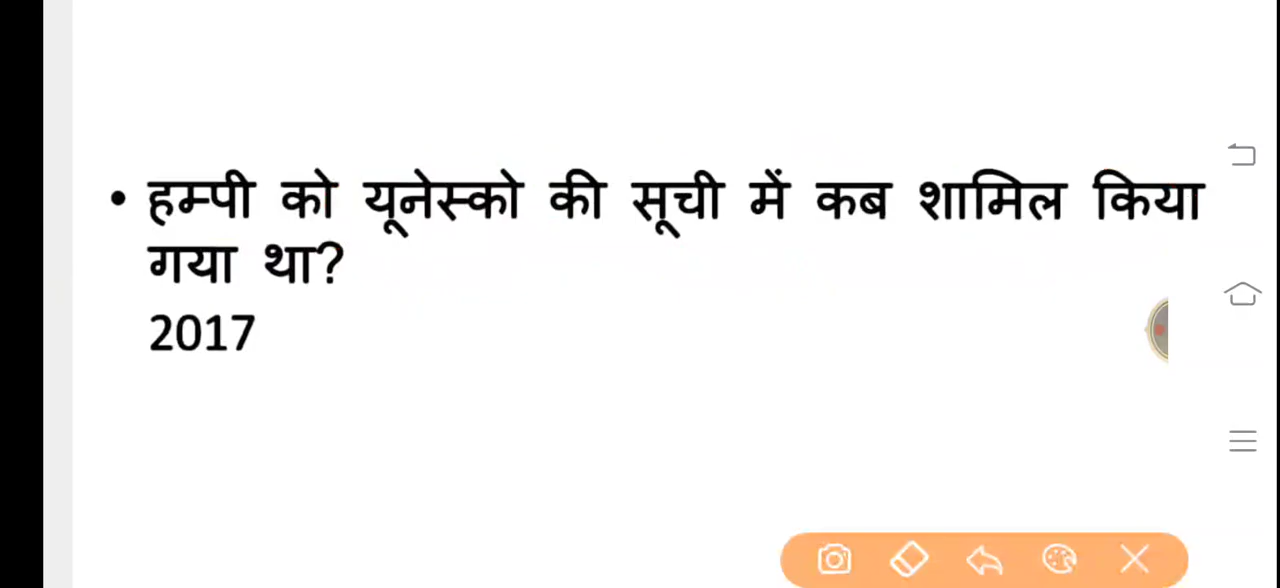 • हम्पी को यूनेस्को की सूची में कब शामिल किया
गया था?
2017